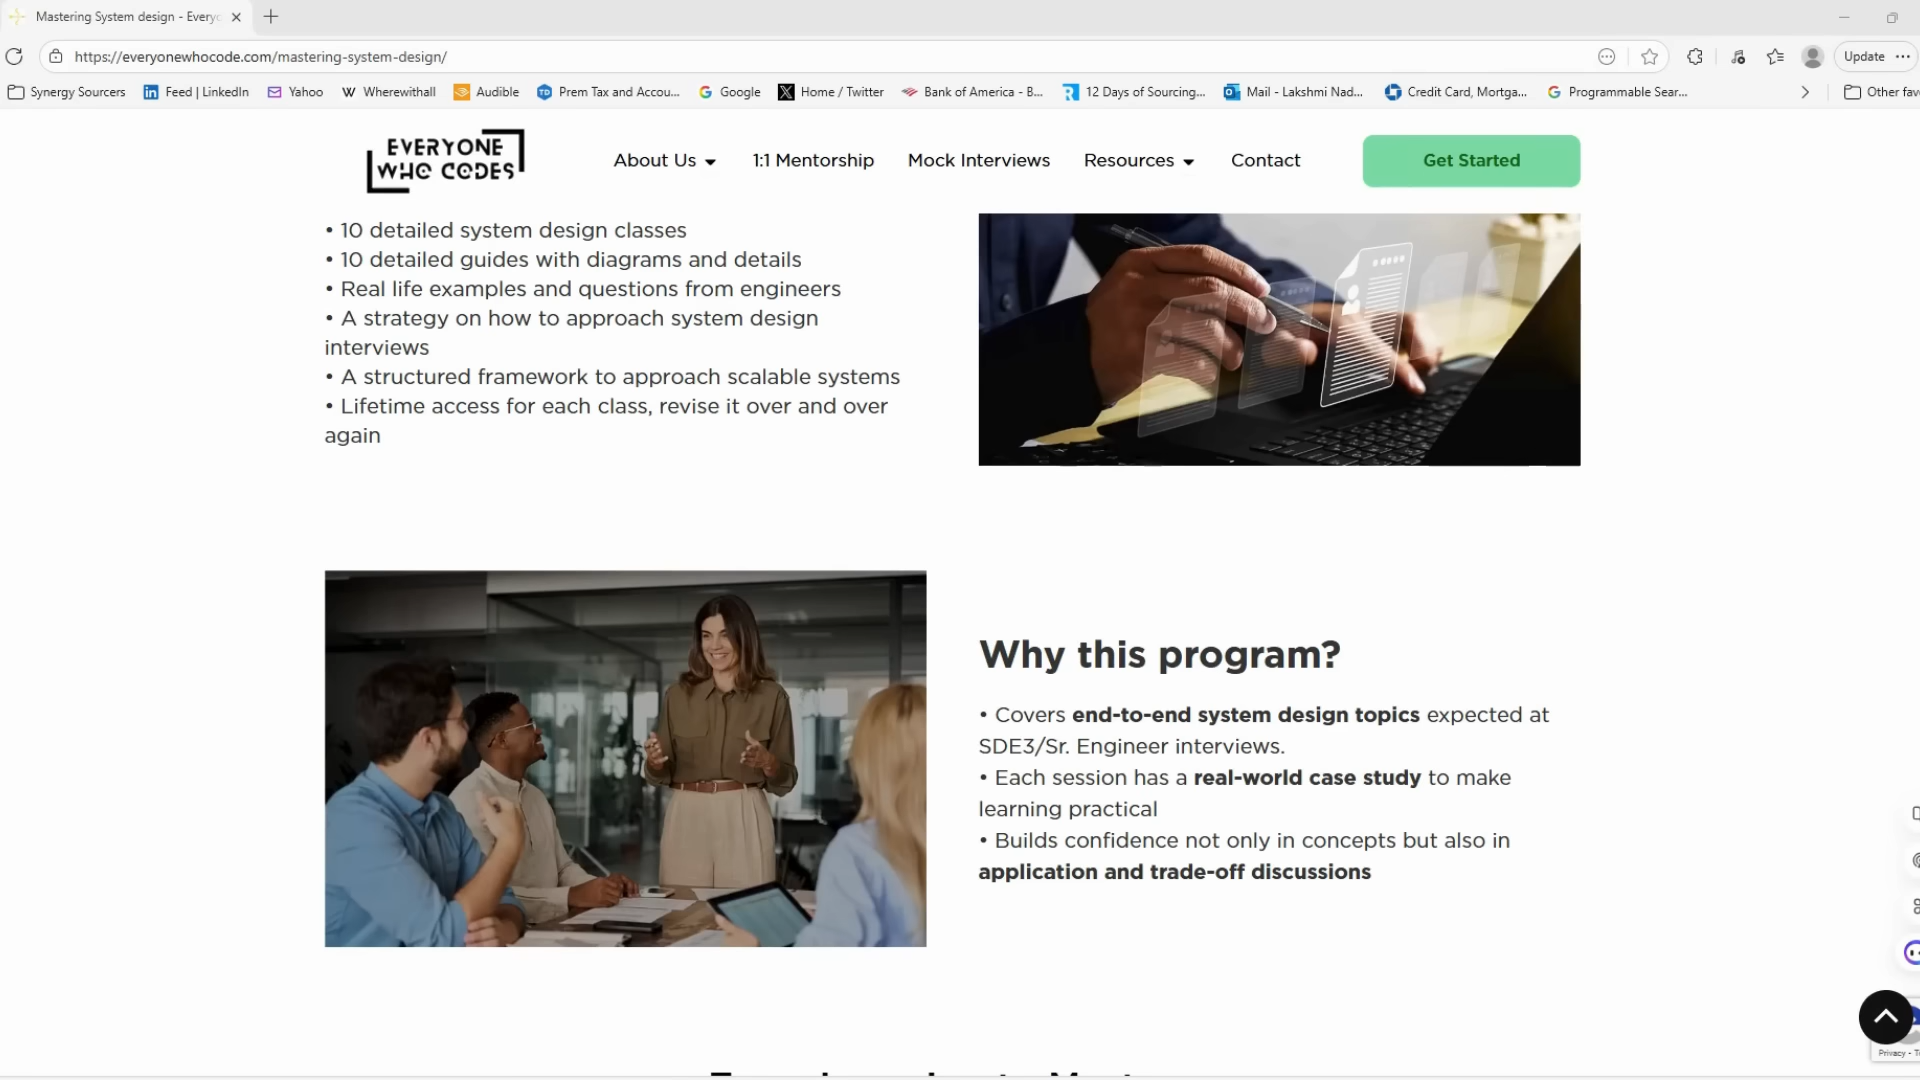 Mastering System design - Everyo
https://everyonewhocode.com/mastering-system-design/
Update
Synergy Sourcers
Feed | LinkedIn
Yahoo
Wherewithall
Audible
Prem Tax and Accou...
Google
Home / Twitter
Bank of America - B...
12 Days of Sourcing...
Mail - Lakshmi Nad...
Credit Card, Mortga...
Programmable Sear...
Other fav
EVERYONE
WHO CODES
About Us
1:1 Mentorship
Mock Interviews
Resources
Contact
Get Started
• 10 detailed system design classes
• 10 detailed guides with diagrams and details
• Real life examples and questions from engineers
• A strategy on how to approach system design
interviews
• A structured framework to approach scalable systems
• Lifetime access for each class, revise it over and over
again
Why this program?
• Covers end-to-end system design topics expected at
SDE3/Sr. Engineer interviews.
• Each session has a real-world case study to make
learning practical
• Builds confidence not only in concepts but also in
application and trade-off discussions
Privacy - T